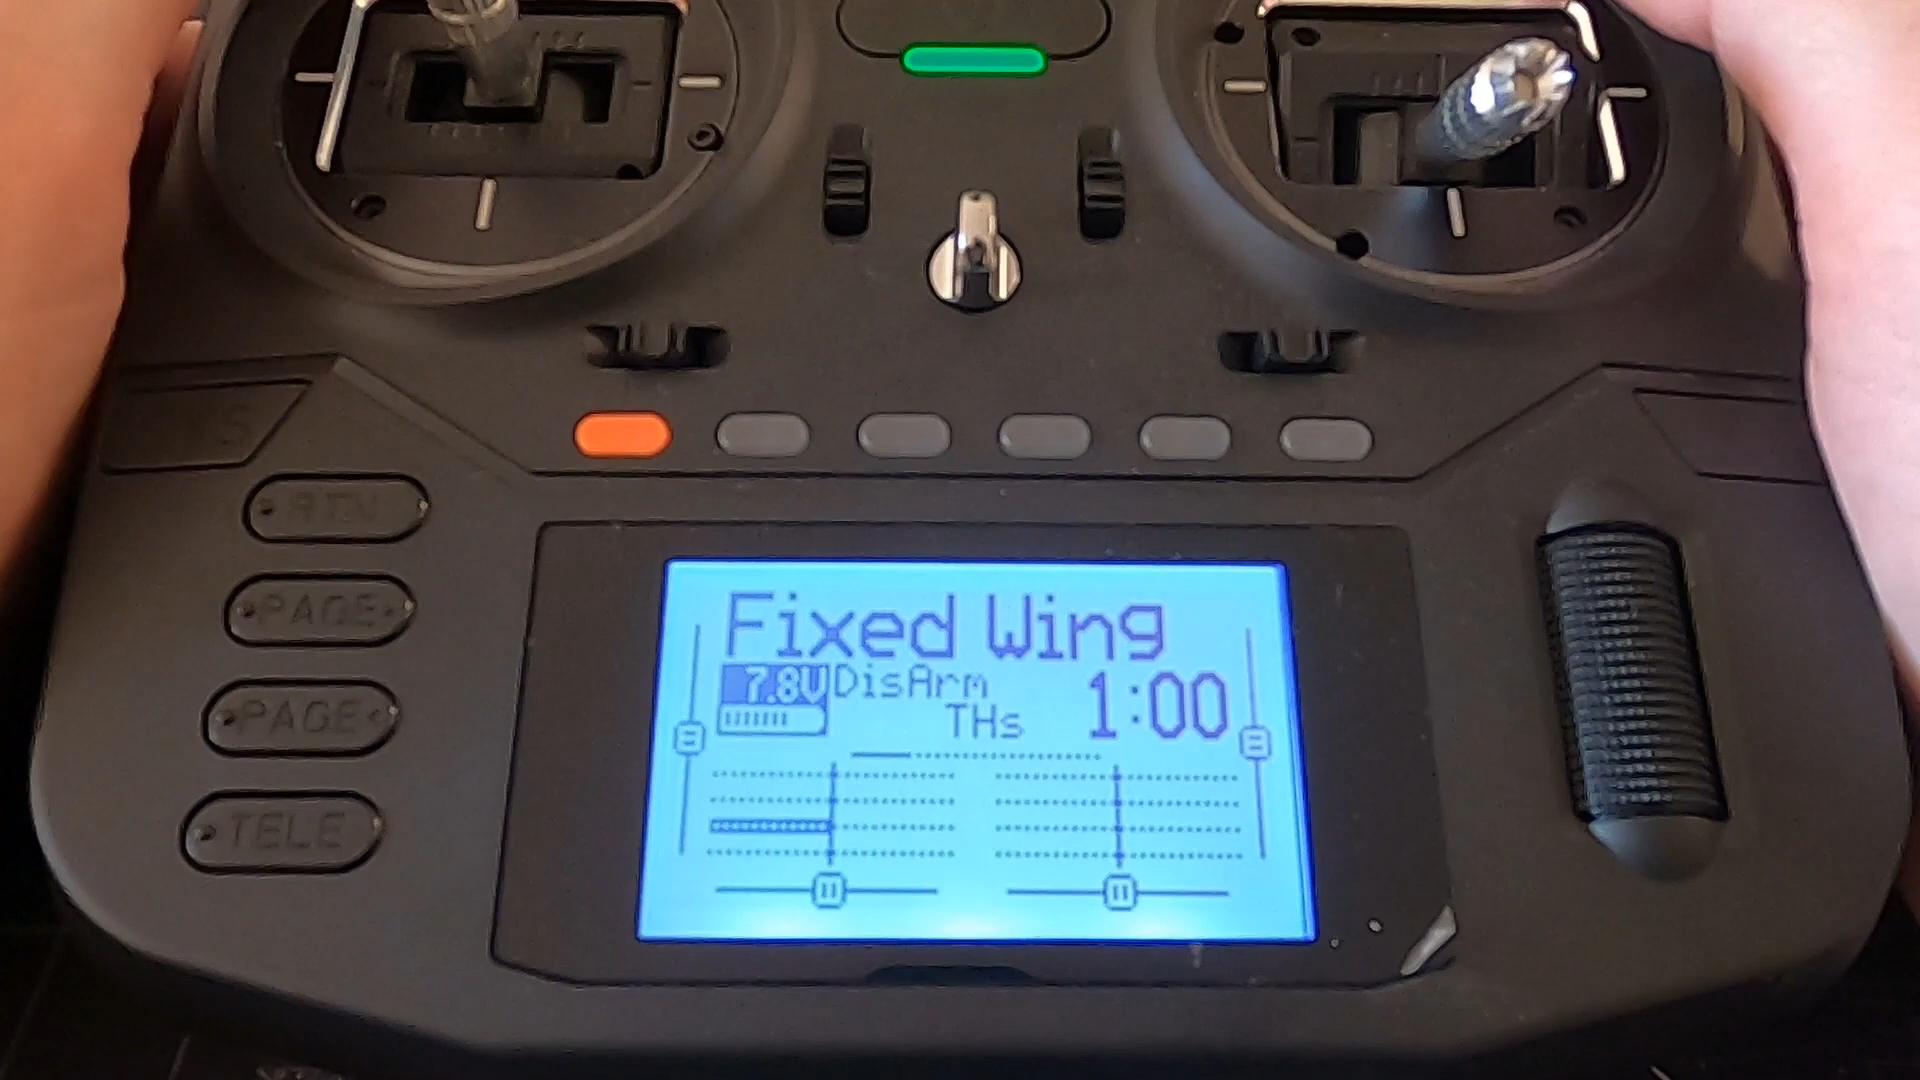 RTN
PAGE
PAGE
TELE
Fixed Wing
7.8V DisArm
THs 1:00